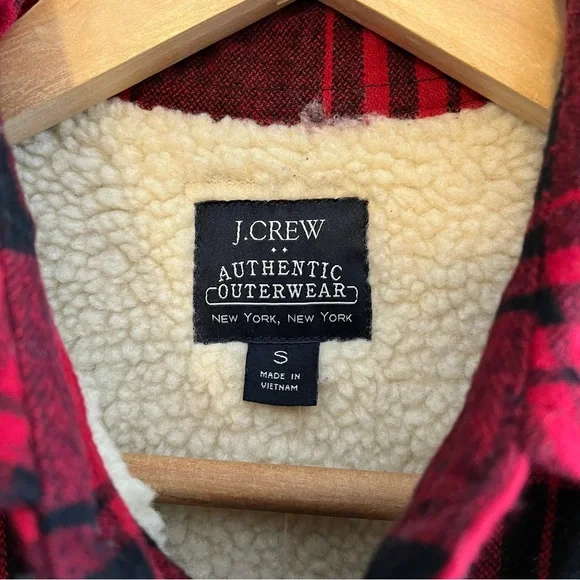 J.CREW
AUTHENTIC
OUTERWEAR
NEW YORK, NEW YORK
S
MADE IN
VIETNAM